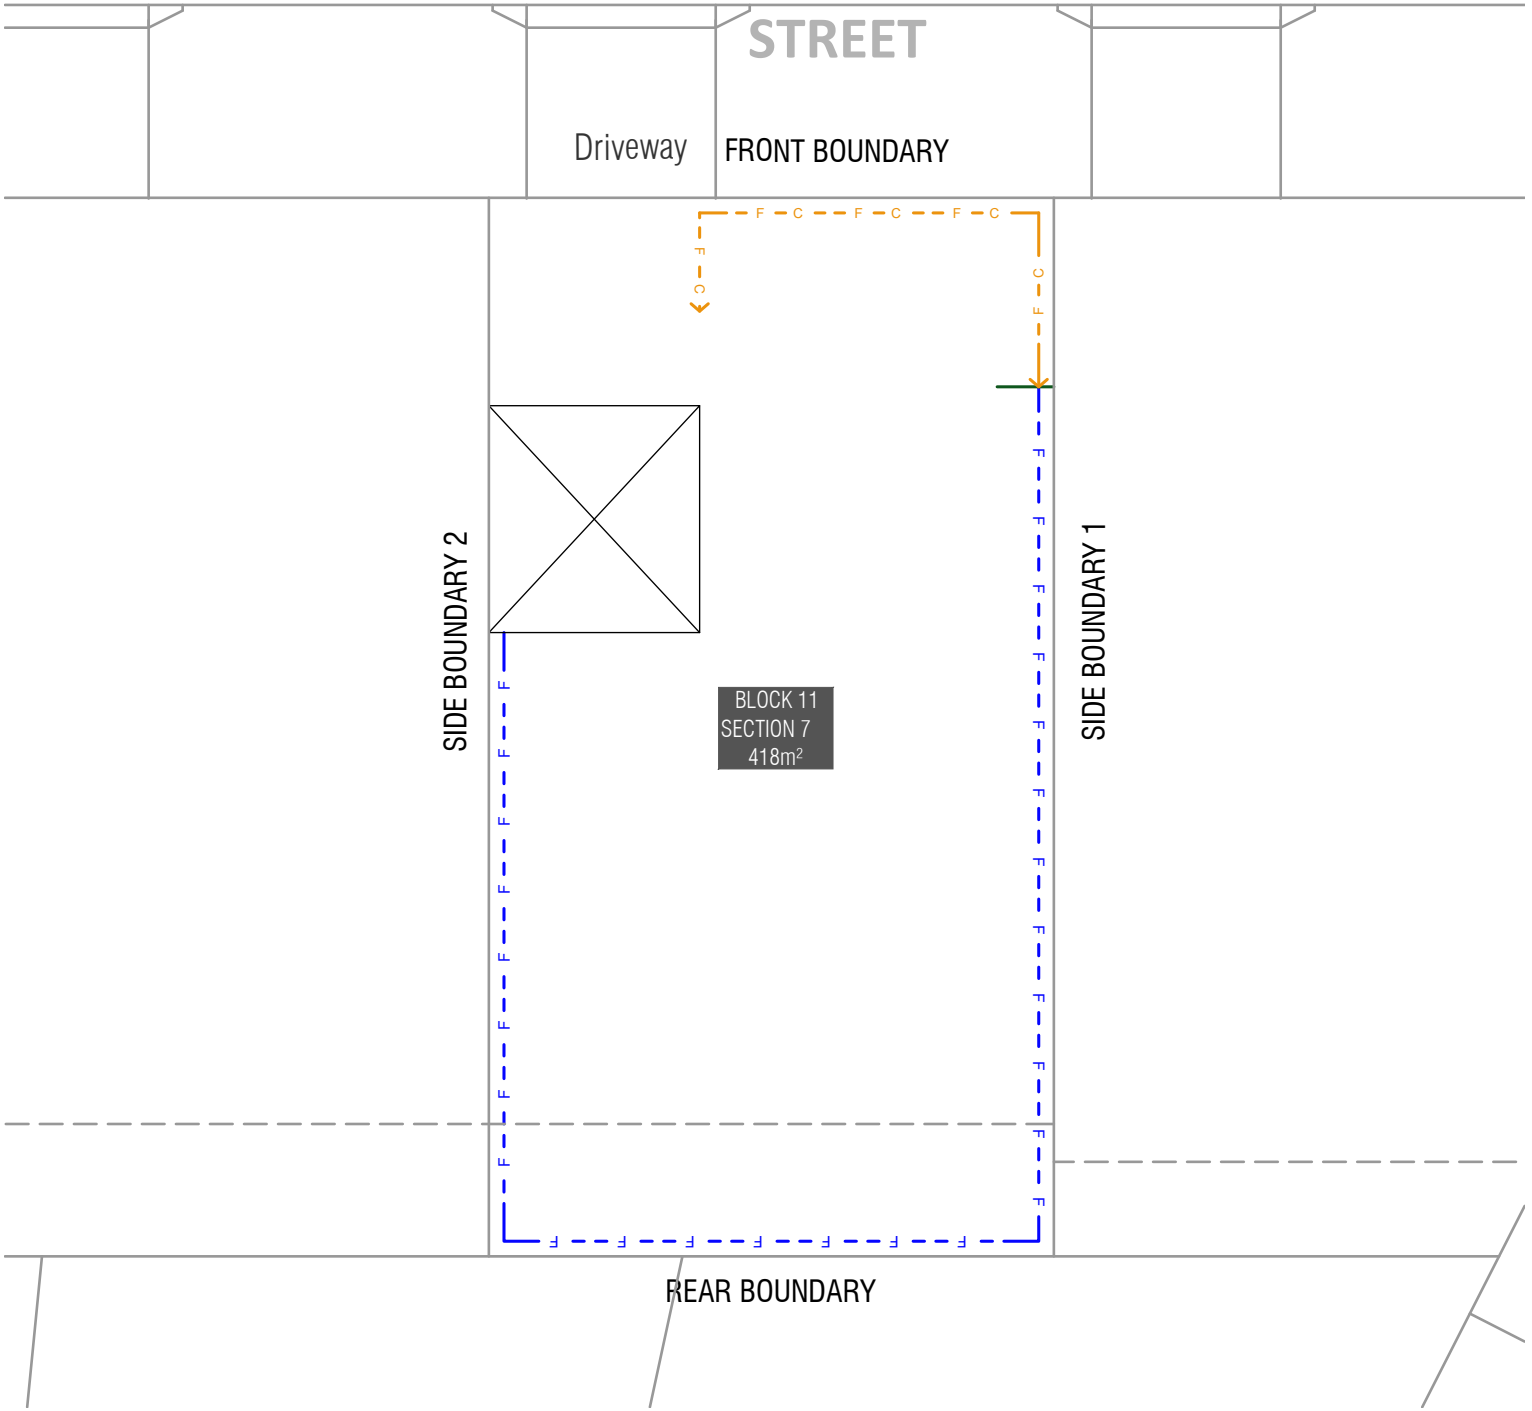 STREET
Driveway
FRONT BOUNDARY
F C F C F C
F C
C F
SIDE BOUNDARY 2
SIDE BOUNDARY 1
BLOCK 11
SECTION 7
418m²
F F F F F F F F
F F F F F F F F F F F F
F F F F F F F
REAR BOUNDARY